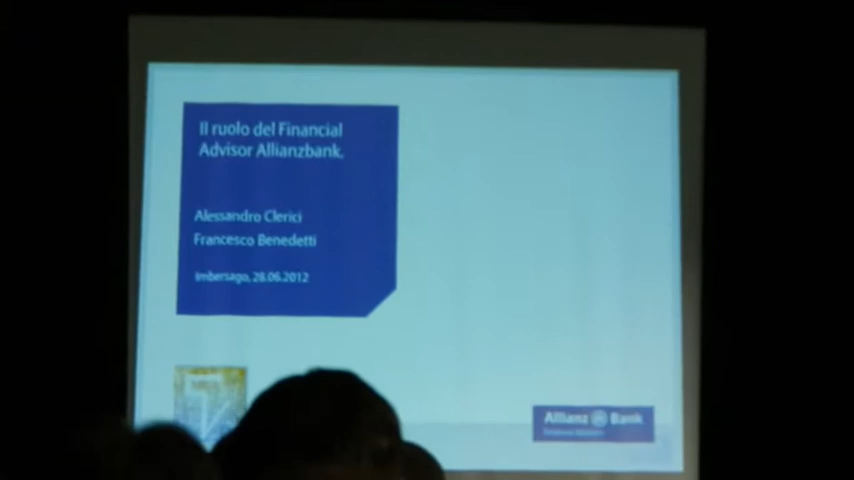 Il ruolo del Financial
Advisor Allianzbank.
Alessandro Clerici
Francesco Benedetti
Imbersago, 28.06.2012
Allianz Bank